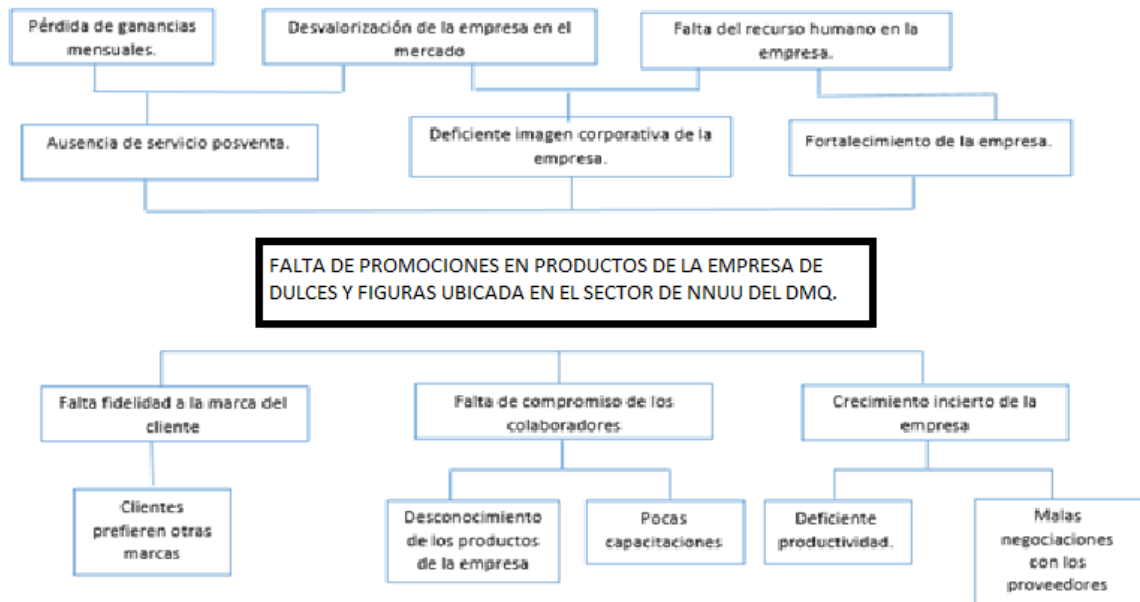 Pérdida de ganancias
mensuales.
Desvalorización de la empresa en el
mercado
Falta del recurso humano en la
empresa.
Ausencia de servicio posventa.
Deficiente imagen corporativa de la
empresa.
Fortalecimiento de la empresa.
FALTA DE PROMOCIONES EN PRODUCTOS DE LA EMPRESA DE
DULCES Y FIGURAS UBICADA EN EL SECTOR DE NNUU DEL DMQ.
Falta fidelidad a la marca del
cliente
Falta de compromiso de los
colaboradores
Crecimiento incierto de la
empresa
Clientes
prefieren otras
marcas
Desconocimiento
de los productos
de la empresa
Pocas
capacitaciones
Deficiente
productividad.
Malas
negociaciones
con los
proveedores